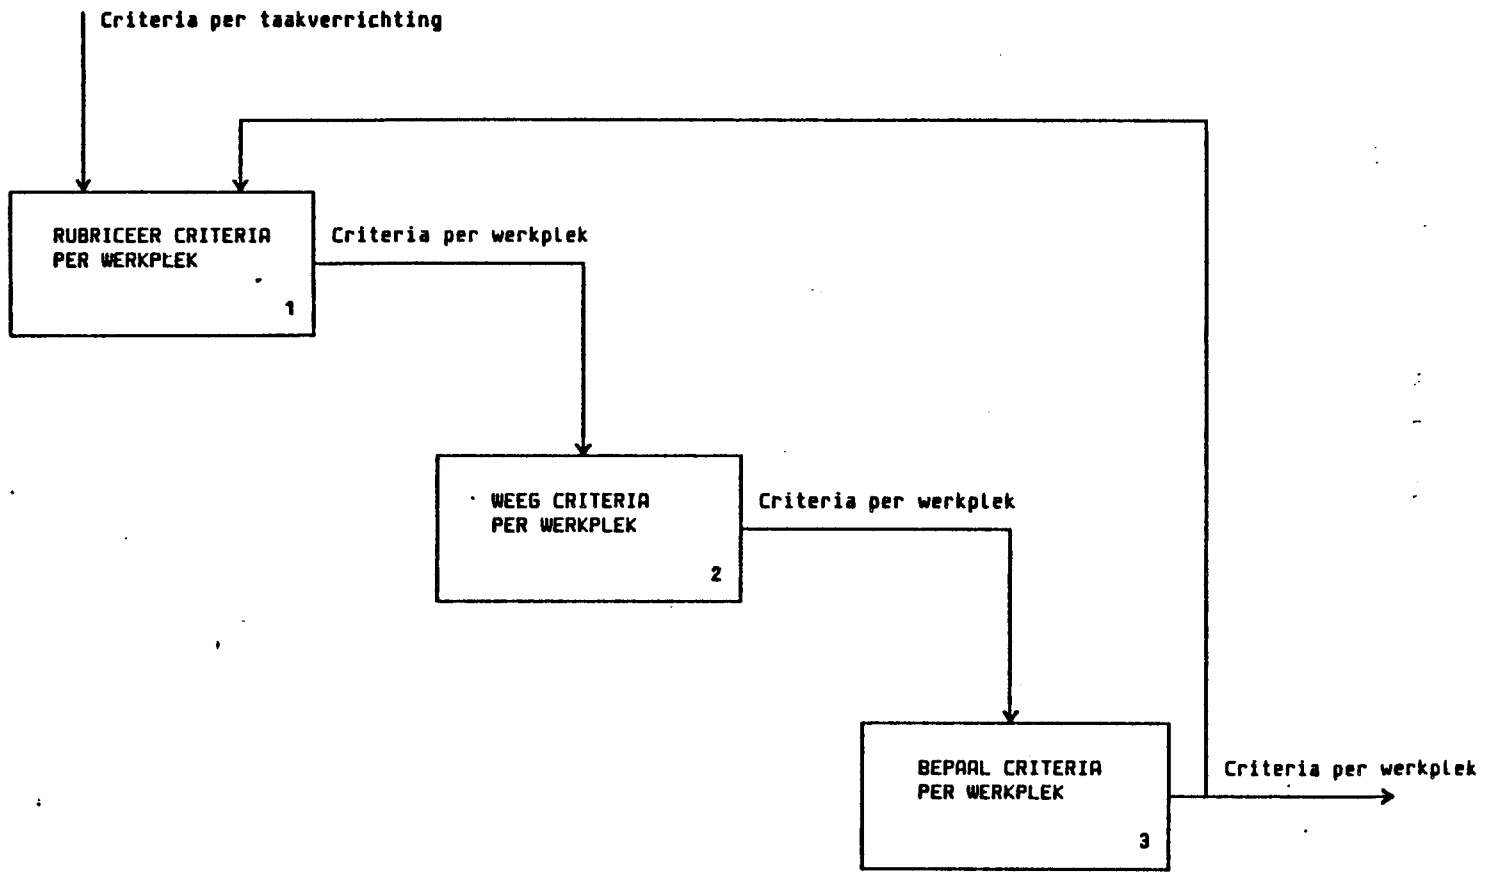 Criteria per taakverrichting
RUBRICEER CRITERIA
PER WERKPLEK
1
Criteria per werkplek
WEEG CRITERIA
PER WERKPLEK
2
Criteria per werkplek
BEPAAL CRITERIA
PER WERKPLEK
3
Criteria per werkplek